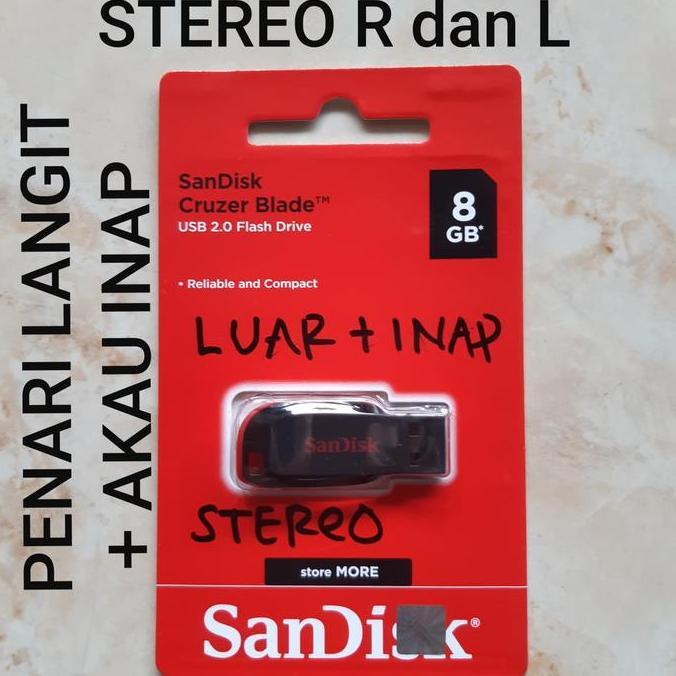 STEREO R dan L
PENARI LANGIT
+ AKAU INAP
SanDisk
Cruzer Blade™
USB 2.0 Flash Drive
8
GB*
• Reliable and Compact
LUAR + INAP
SanDisk
STEREO
store MORE
SanDisk®